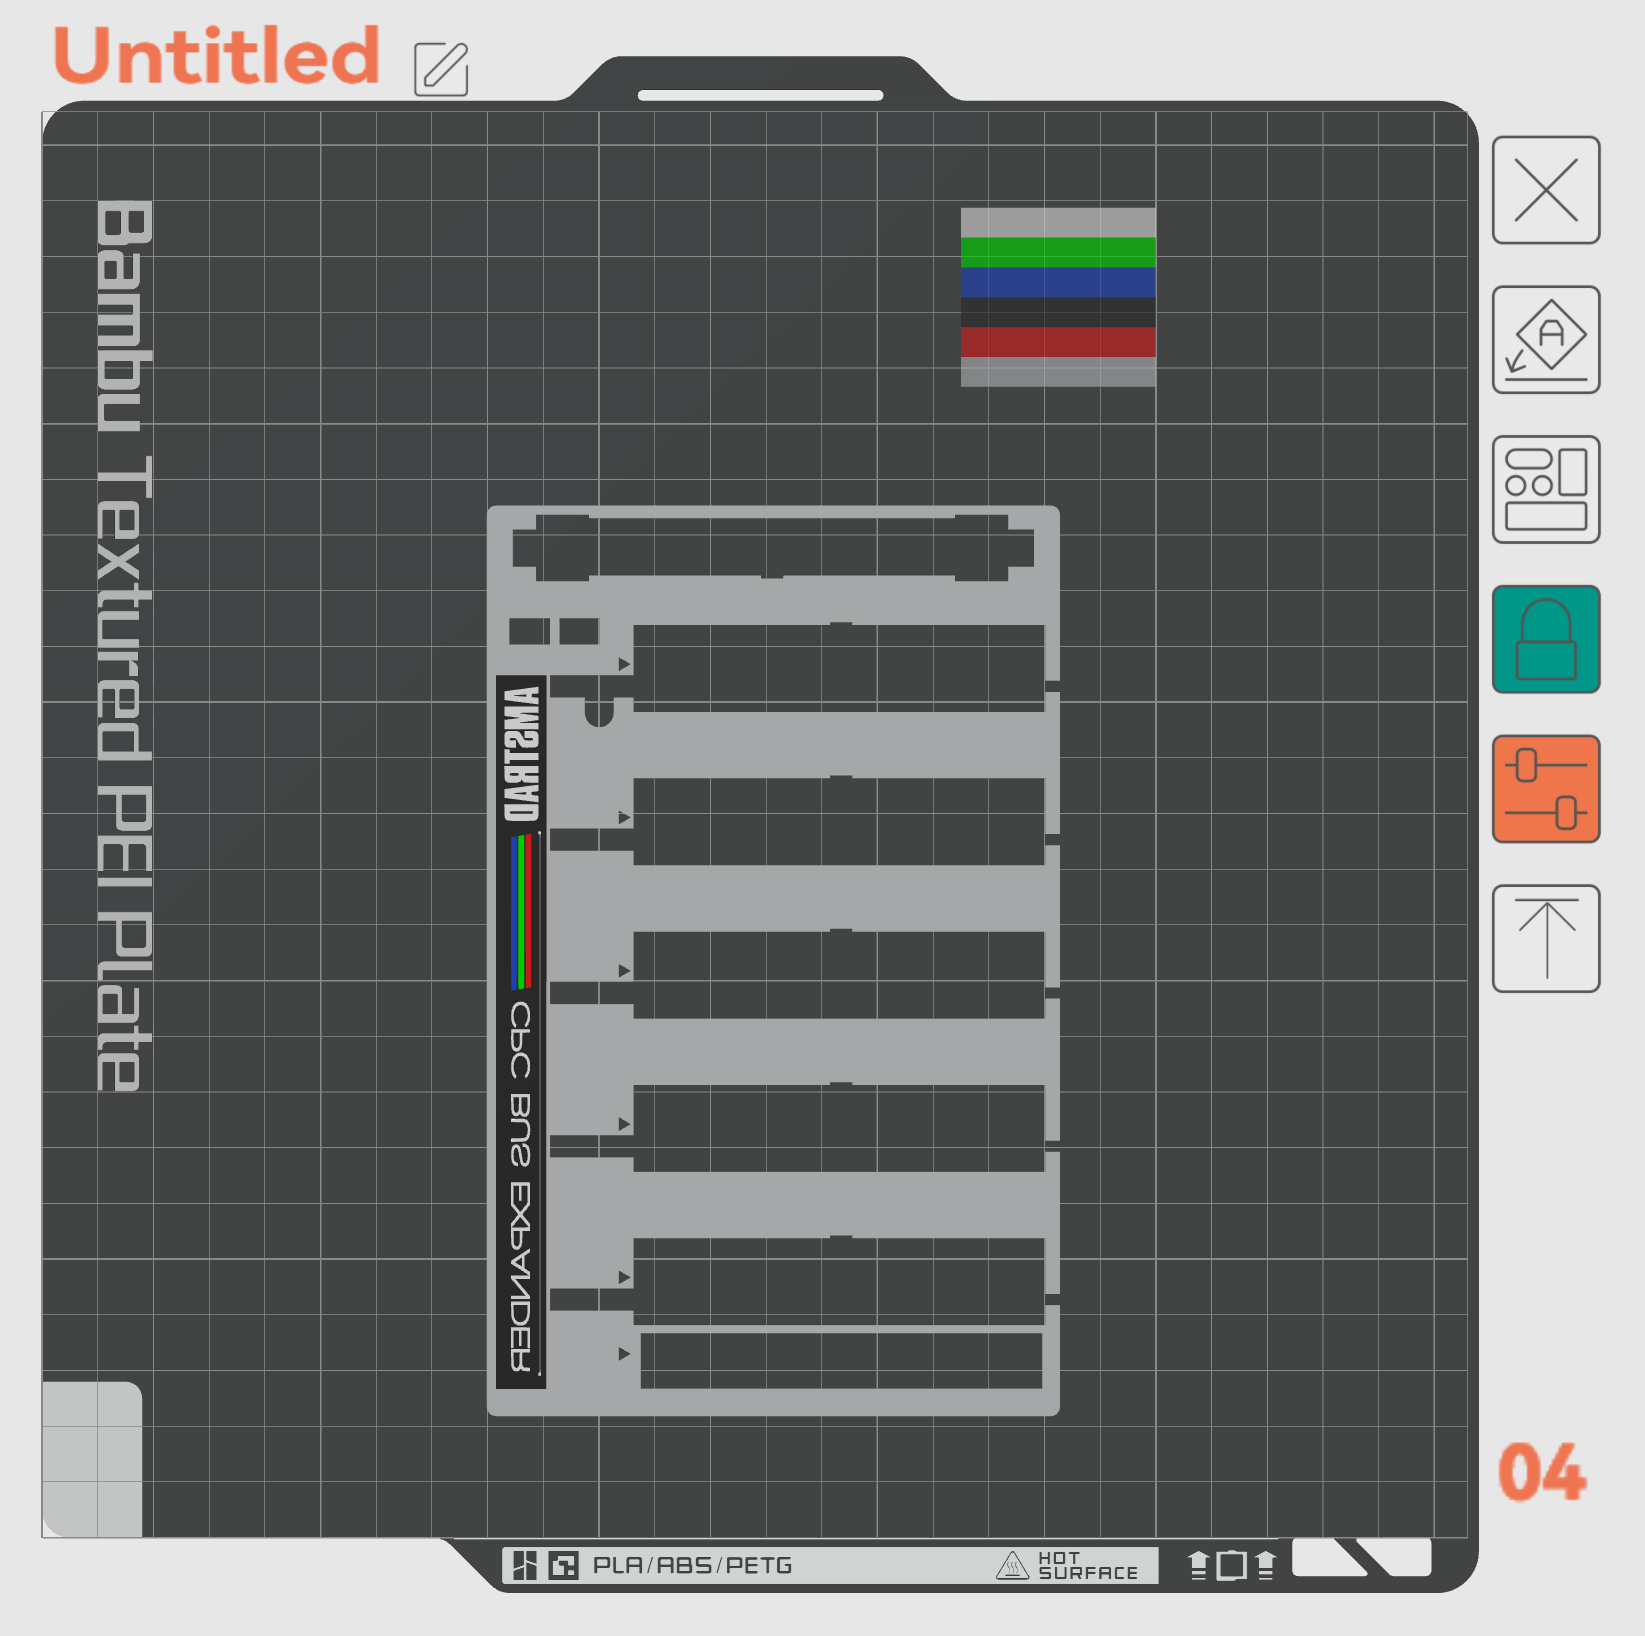 Untitled
Bambu Textured PEI Plate
A
AMSTRAD
CPC BUS EXPANDER
04
PLA/ABS/PETG
HOT
SURFACE